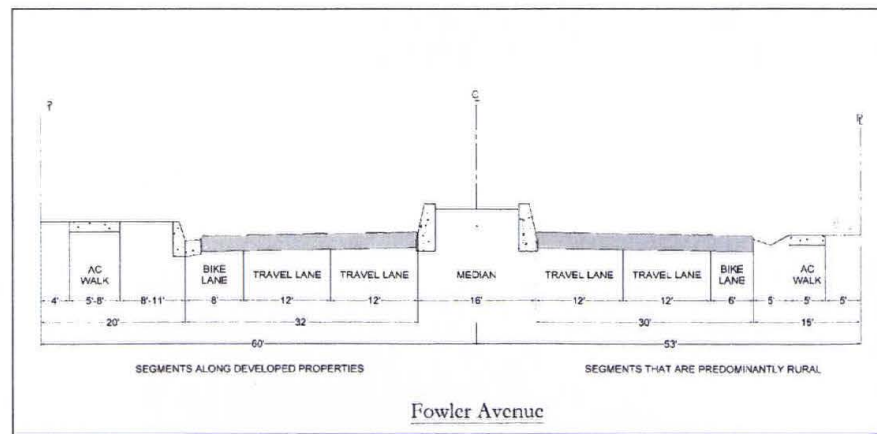 P
C
R
AC
WALK
BIKE
LANE
TRAVEL LANE
TRAVEL LANE
MEDIAN
TRAVEL LANE
TRAVEL LANE
BIKE
LANE
AC
WALK
4' 5'-8' 8'-11' 8' 12' 12' 16' 12' 12' 6' 5' 5' 5'
20' 32 30' 15'
60' 53'
SEGMENTS ALONG DEVELOPED PROPERTIES SEGMENTS THAT ARE PREDOMINANTLY RURAL
Fowler Avenue